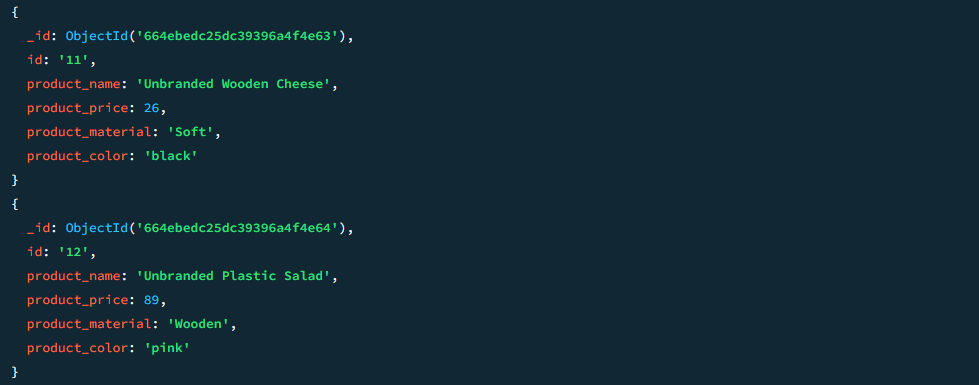 {
  _id: ObjectId('664ebedc25dc39396a4f4e63'),
  id: '11',
  product_name: 'Unbranded Wooden Cheese',
  product_price: 26,
  product_material: 'Soft',
  product_color: 'black'
}
{
  _id: ObjectId('664ebedc25dc39396a4f4e64'),
  id: '12',
  product_name: 'Unbranded Plastic Salad',
  product_price: 89,
  product_material: 'Wooden',
  product_color: 'pink'
}